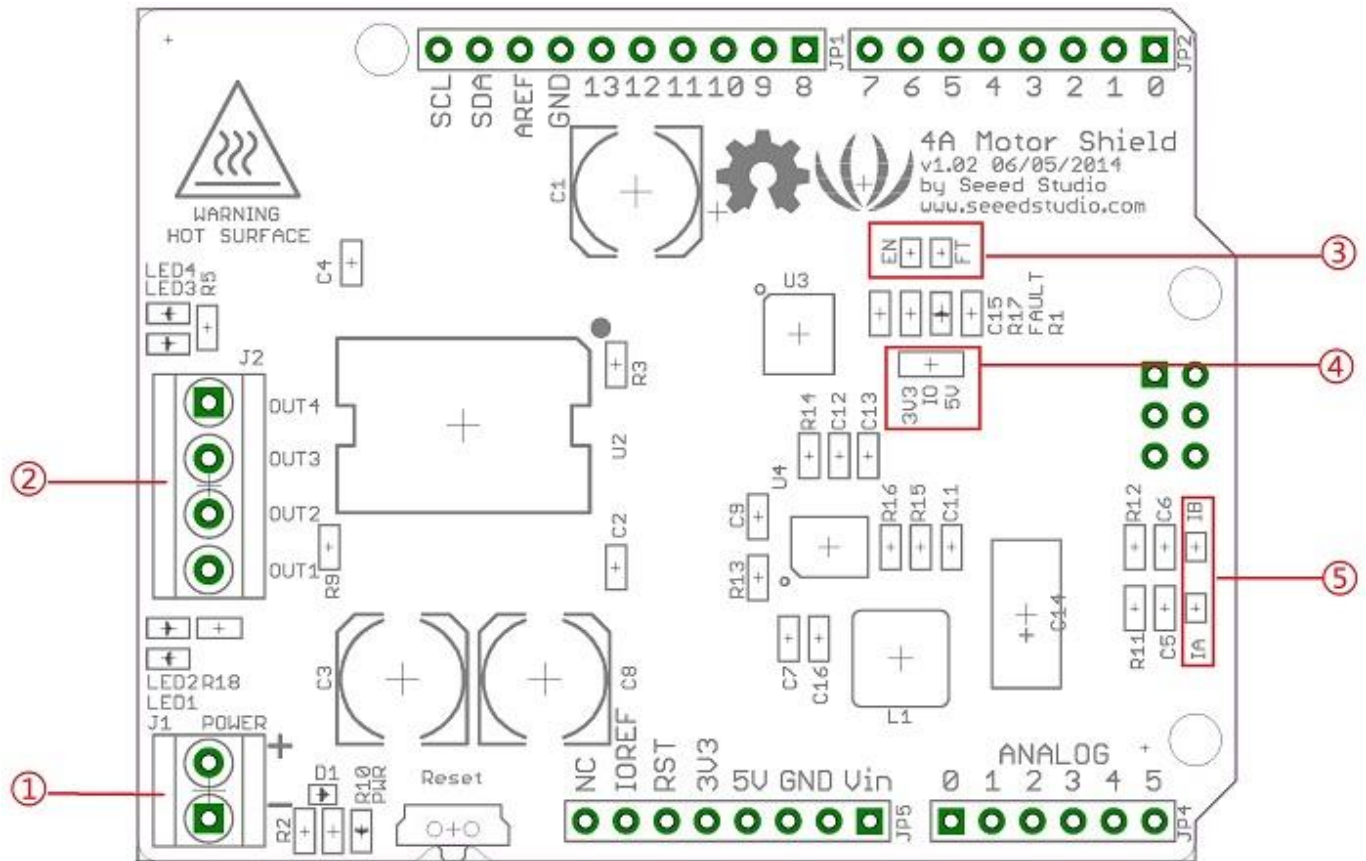 SCL SDA AREF GND 13 12 11 10 9 8 JP1 7 6 5 4 3 2 1 0 JP2
4A Motor Shield
v1.02 06/05/2014
by Seeed Studio
www.seeedstudio.com
WARNING
HOT SURFACE
C1
EN FT
③
C4
LED4
LED3 R5
U3
C15
R17
FAULT
R1
J2
R3
3V3 IO 5V
④
OUT4
OUT3
OUT2
OUT1
②
U2
R14 C12 C13
U4
R9
C2
C9
R13
R16 R15 C11
R12 C6 IB
⑤
R11 C5 IA
C14
C7 C16
L1
LED2 R18
LED1
C3
C8
J1 POWER
+
-
①
D1
R2
R10
PWR
Reset
NC IOREF RST 3V3 5V GND Vin JP5
ANALOG
0 1 2 3 4 5 JP4